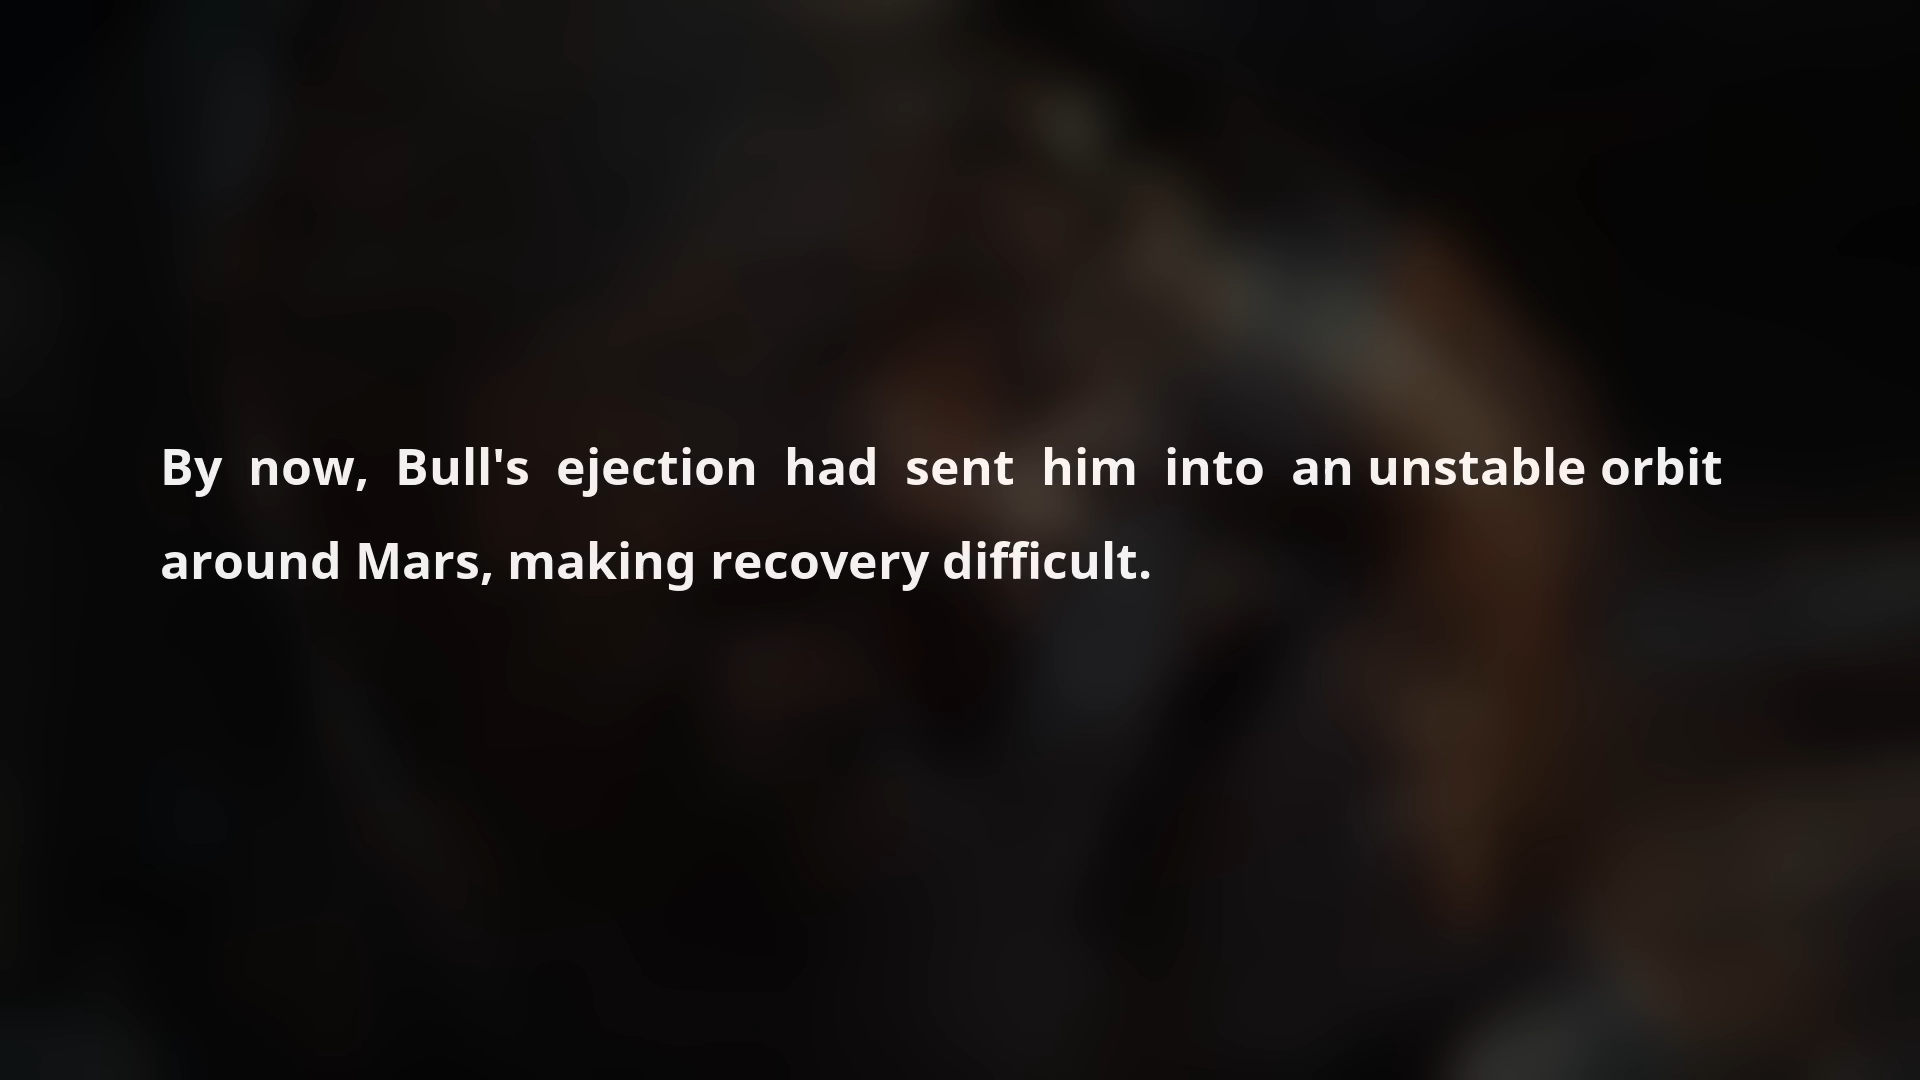 By now, Bull's ejection had sent him into an unstable orbit
around Mars, making recovery difficult.